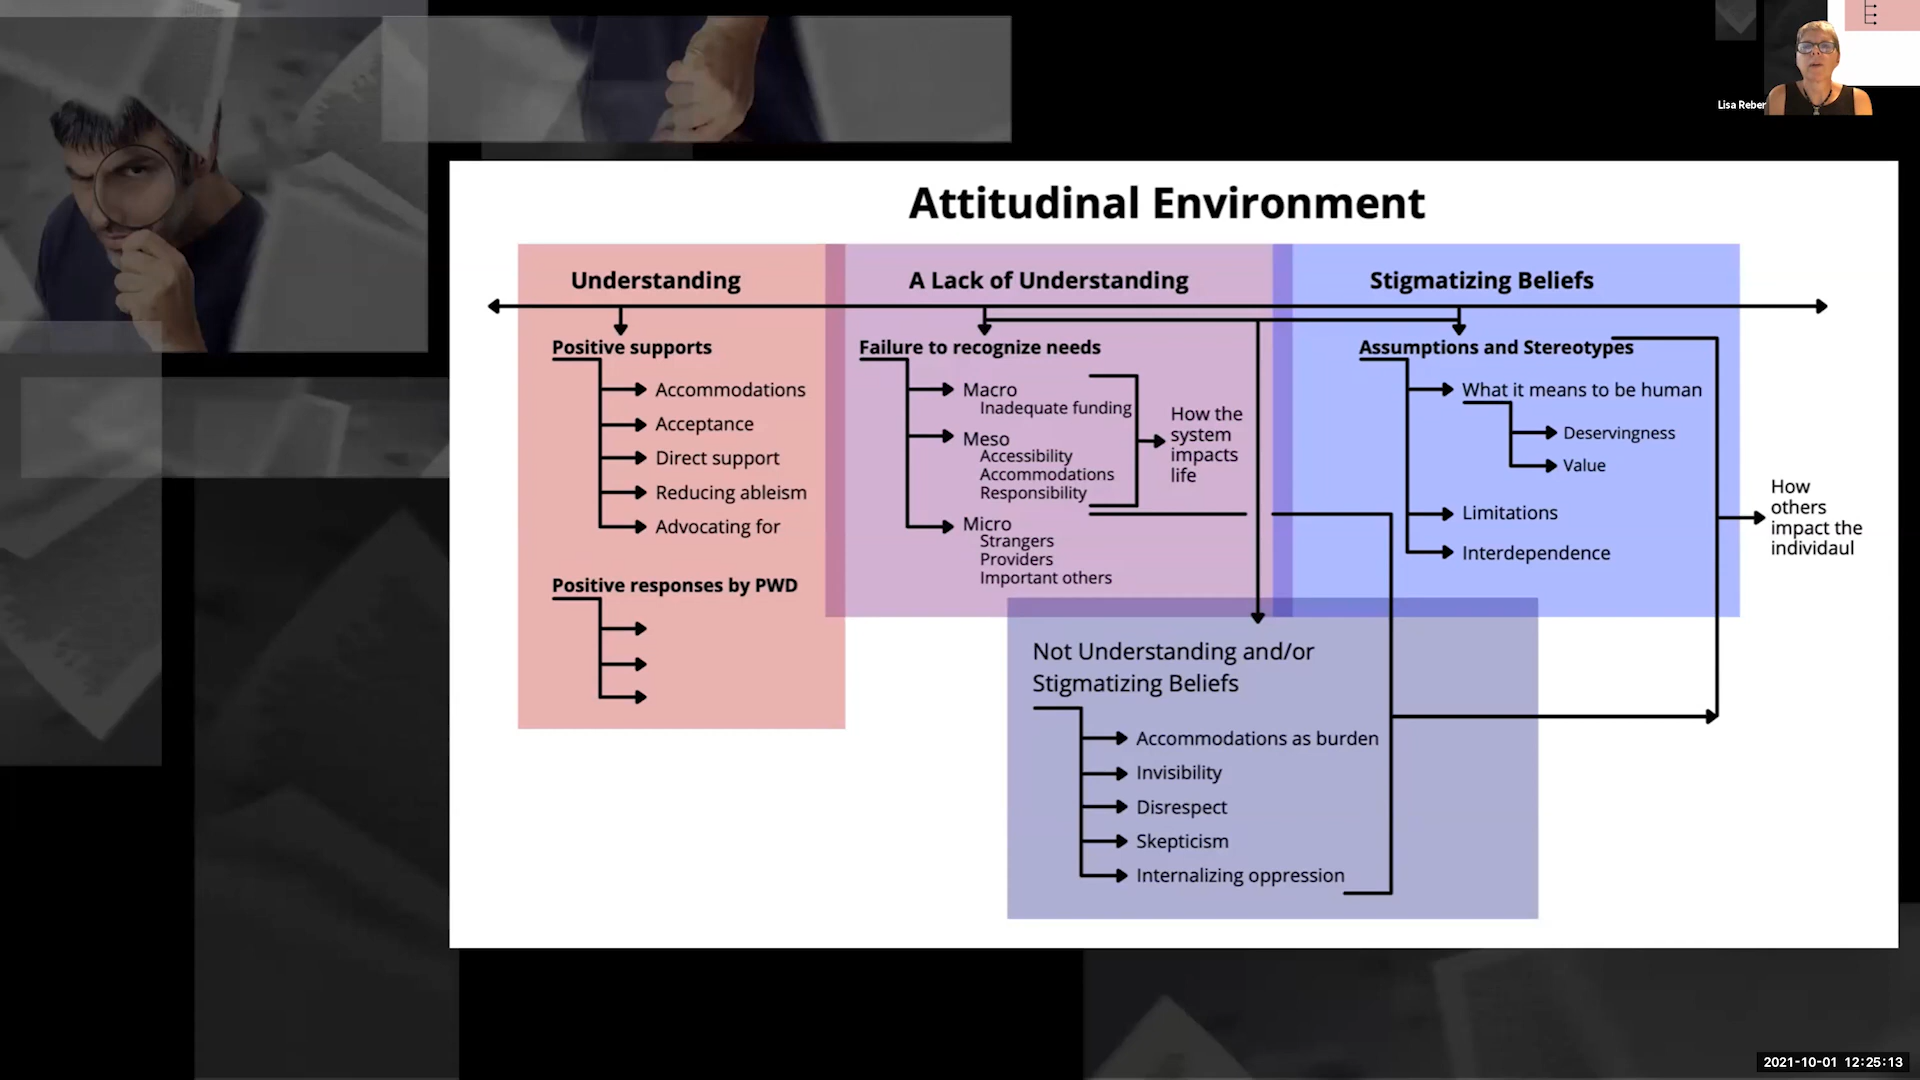 Lisa Reber
Attitudinal Environment
Understanding
Positive supports
Accommodations
Acceptance
Direct support
Reducing ableism
Advocating for
Positive responses by PWD
A Lack of Understanding
Failure to recognize needs
Macro
Inadequate funding
Meso
Accessibility
Accommodations
Responsibility
Micro
Strangers
Providers
Important others
How the
system
impacts
life
Stigmatizing Beliefs
Assumptions and Stereotypes
What it means to be human
Deservingness
Value
Limitations
Interdependence
How
others
impact the
individaul
Not Understanding and/or
Stigmatizing Beliefs
Accommodations as burden
Invisibility
Disrespect
Skepticism
Internalizing oppression
2021-10-01 12:25:13